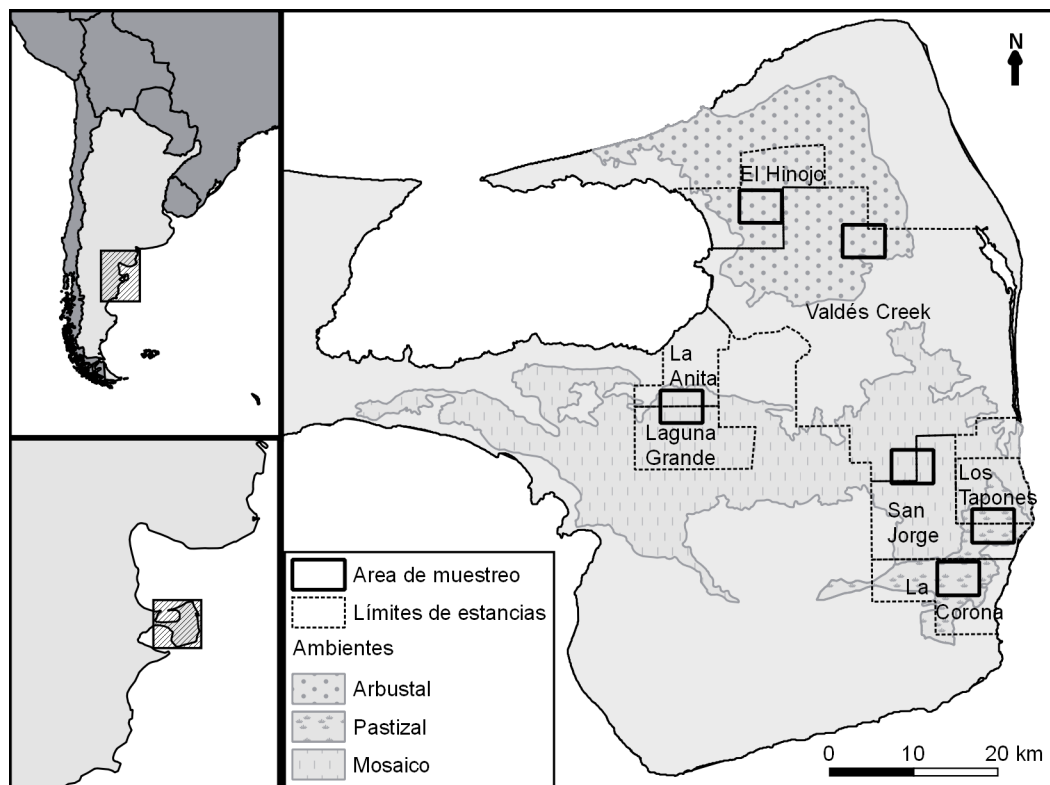 N
El Hinojo
Valdés Creek
La
Anita
Laguna
Grande
Los
Tapones
San
Jorge
La
Corona
Area de muestreo
Límites de estancias
Ambientes
Arbustal
Pastizal
Mosaico
0 10 20 km